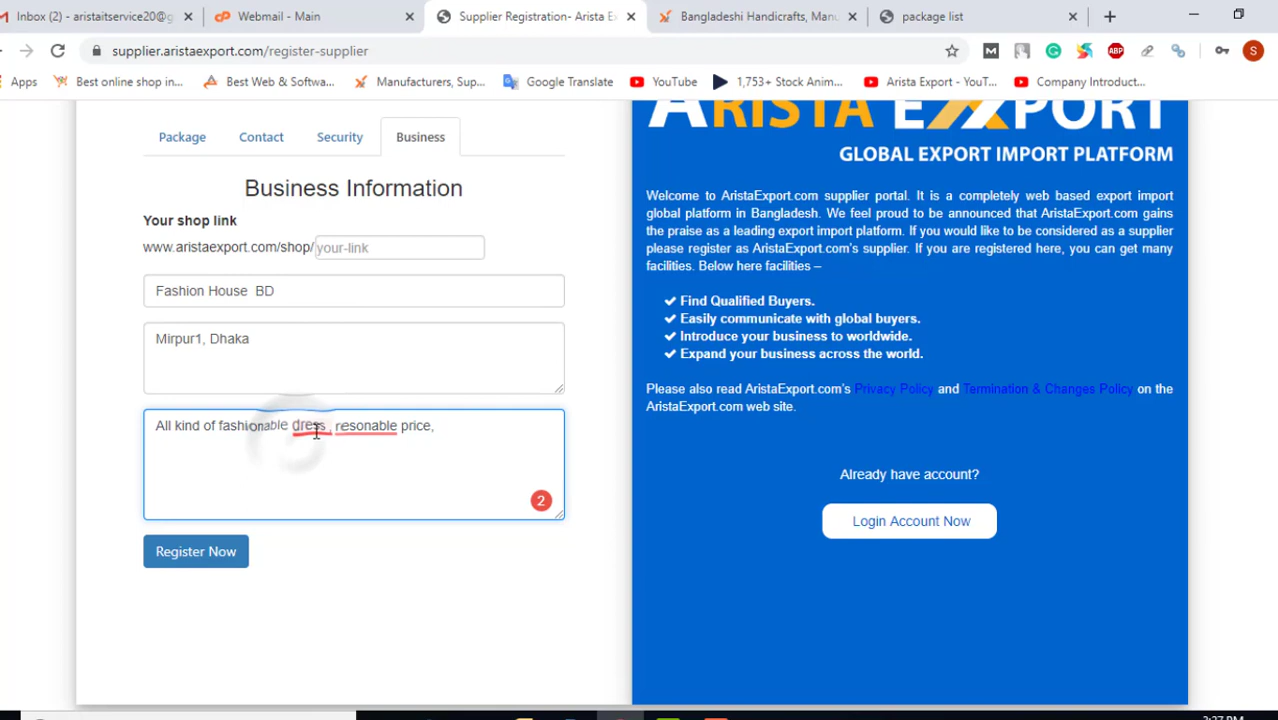 Inbox (2) - aristaitservice20@g
Webmail - Main
Supplier Registration- Arista Ex
Bangladeshi Handicrafts, Manu
package list
supplier.aristaexport.com/register-supplier
Apps
Best online shop in...
Best Web & Softwa...
Manufacturers, Sup...
Google Translate
YouTube
1,753+ Stock Anim...
Arista Export - YouT...
Company Introduct...
Package
Contact
Security
Business
Business Information
Your shop link
www.aristaexport.com/shop/ your-link
Fashion House  BD
Mirpur1, Dhaka
All kind of fashionable dress , resonable price,
2
Register Now
ARISTA EXPORT
GLOBAL EXPORT IMPORT PLATFORM
Welcome to AristaExport.com supplier portal. It is a completely web based export import
global platform in Bangladesh. We feel proud to be announced that AristaExport.com gains
the praise as a leading export import platform. If you would like to be considered as a supplier
please register as AristaExport.com's supplier. If you are registered here, you can get many
facilities. Below here facilities –
Find Qualified Buyers.
Easily communicate with global buyers.
Introduce your business to worldwide.
Expand your business across the world.
Please also read AristaExport.com's Privacy Policy and Termination & Changes Policy on the
AristaExport.com web site.
Already have account?
Login Account Now
3:27 PM